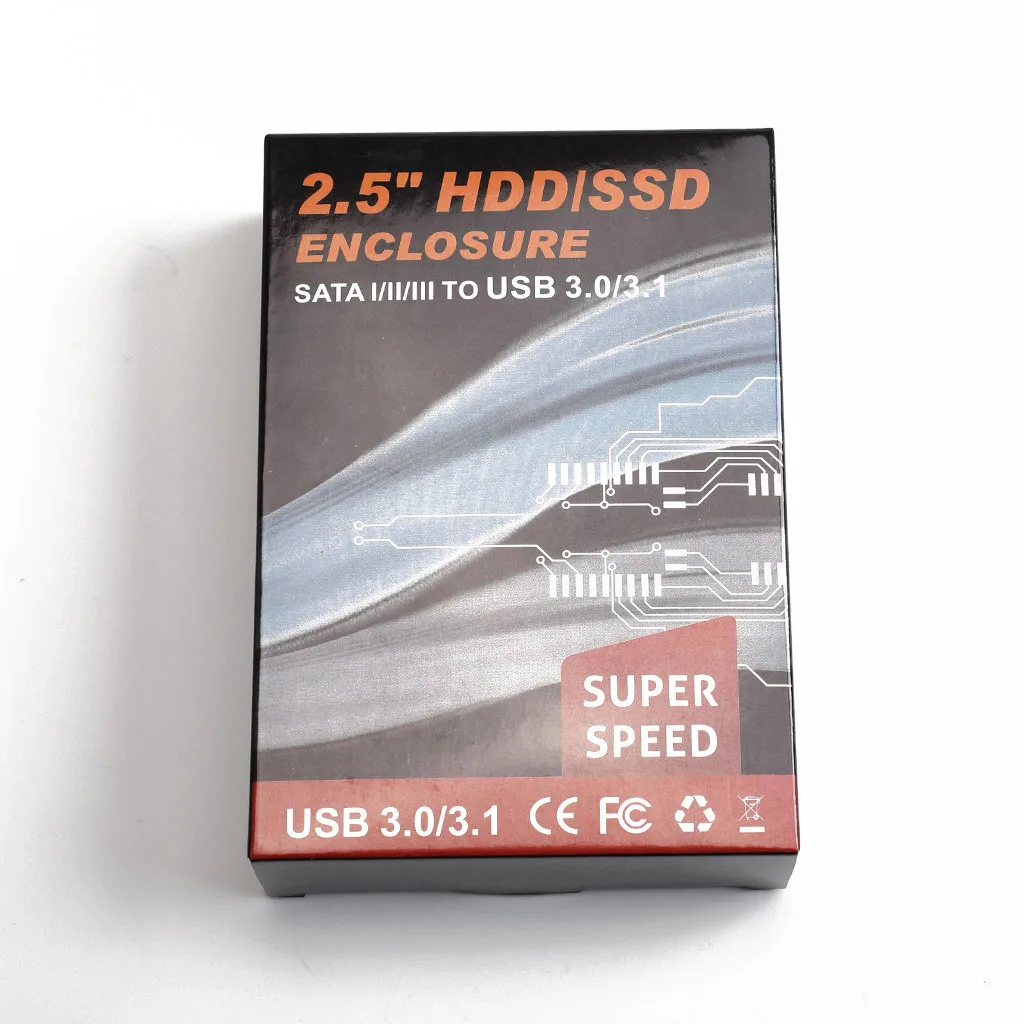 2.5" HDD/SSD
ENCLOSURE
SATA I/II/III TO USB 3.0/3.1
SUPER
SPEED
USB 3.0/3.1 CE FC